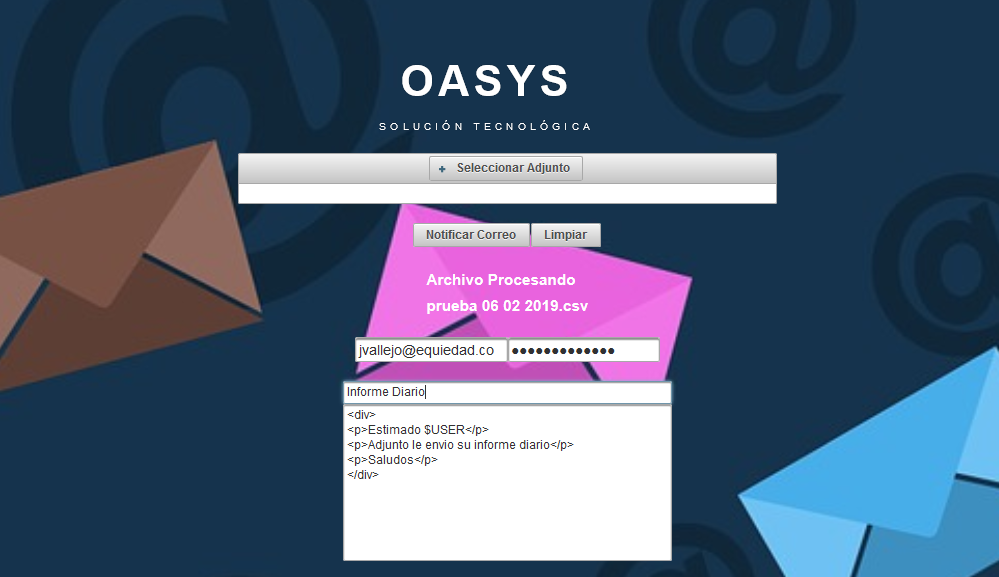 OASYS
SOLUCIÓN TECNOLÓGICA
+ Seleccionar Adjunto
Notificar Correo Limpiar
Archivo Procesando
prueba 06 02 2019.csv
jvallejo@equiedad.co ●●●●●●●●●●●●●
Informe Diario
<div>
<p>Estimado $USER</p>
<p>Adjunto le envio su informe diario</p>
<p>Saludos</p>
</div>